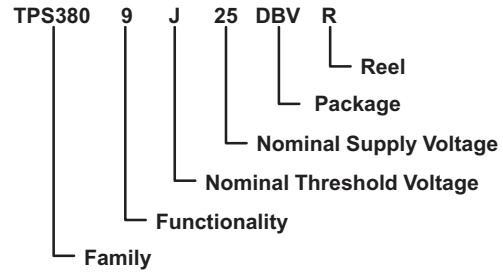 TPS380 9 J 25 DBV R
Reel
Package
Nominal Supply Voltage
Nominal Threshold Voltage
Functionality
Family